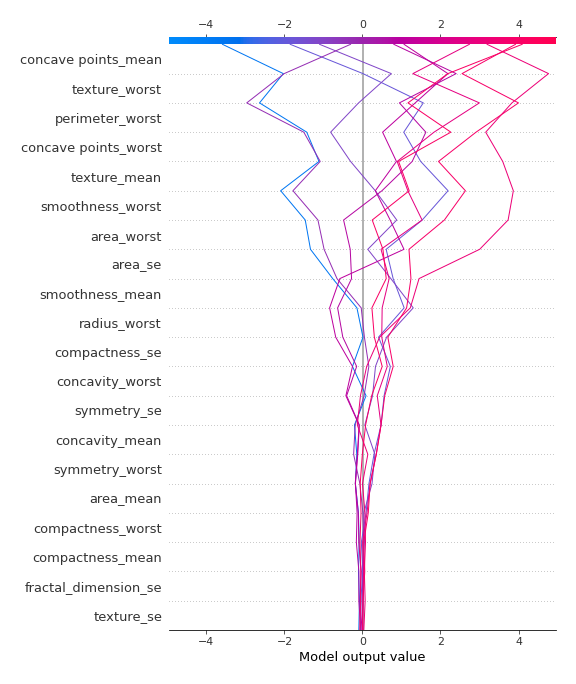 −4 −2 0 2 4
concave points_mean
texture_worst
perimeter_worst
concave points_worst
texture_mean
smoothness_worst
area_worst
area_se
smoothness_mean
radius_worst
compactness_se
concavity_worst
symmetry_se
concavity_mean
symmetry_worst
area_mean
compactness_worst
compactness_mean
fractal_dimension_se
texture_se
−4 −2 0 2 4
Model output value